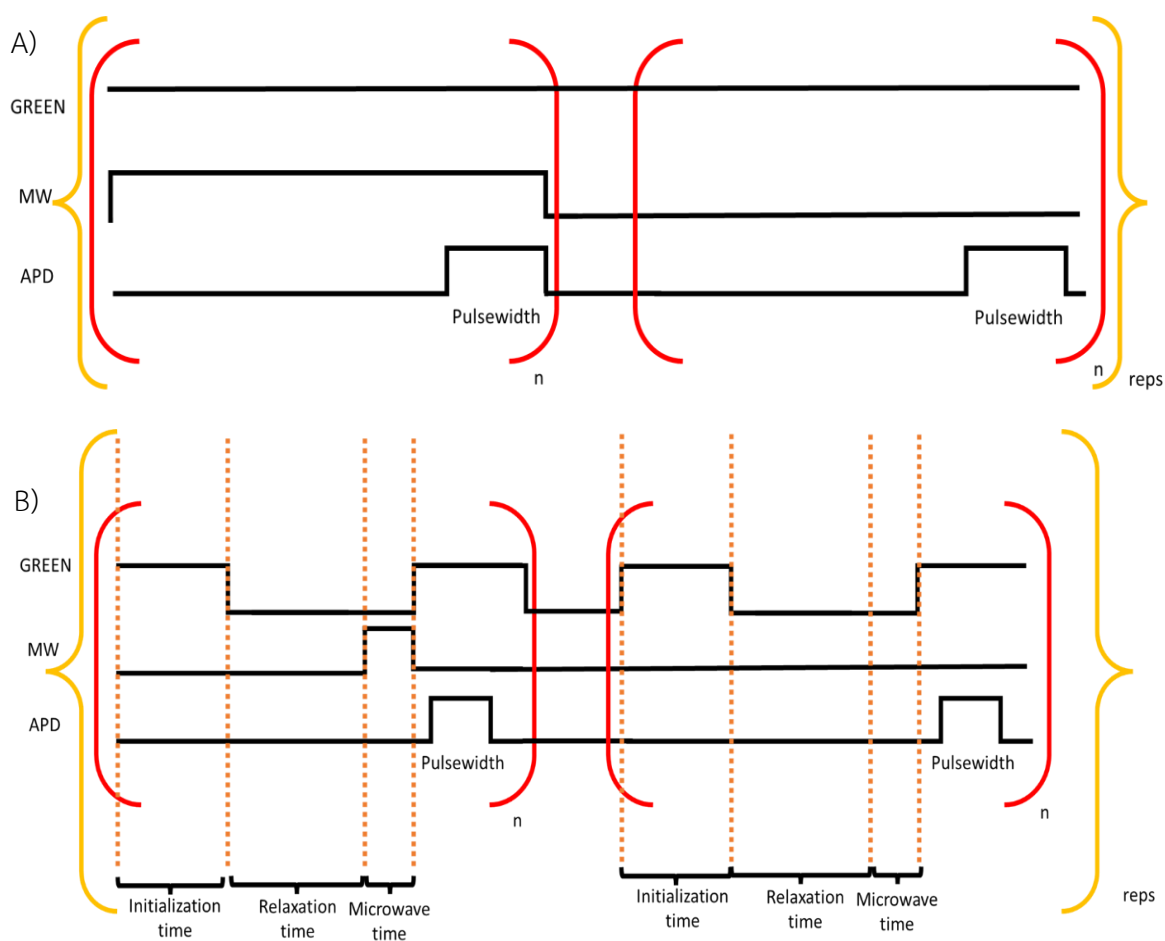 A)
GREEN
MW
APD
Pulsewidth
Pulsewidth
n
n
reps
B)
GREEN
MW
APD
Pulsewidth
Pulsewidth
n
n
Initialization
time
Relaxation
time
Microwave
time
Initialization
time
Relaxation
time
Microwave
time
reps